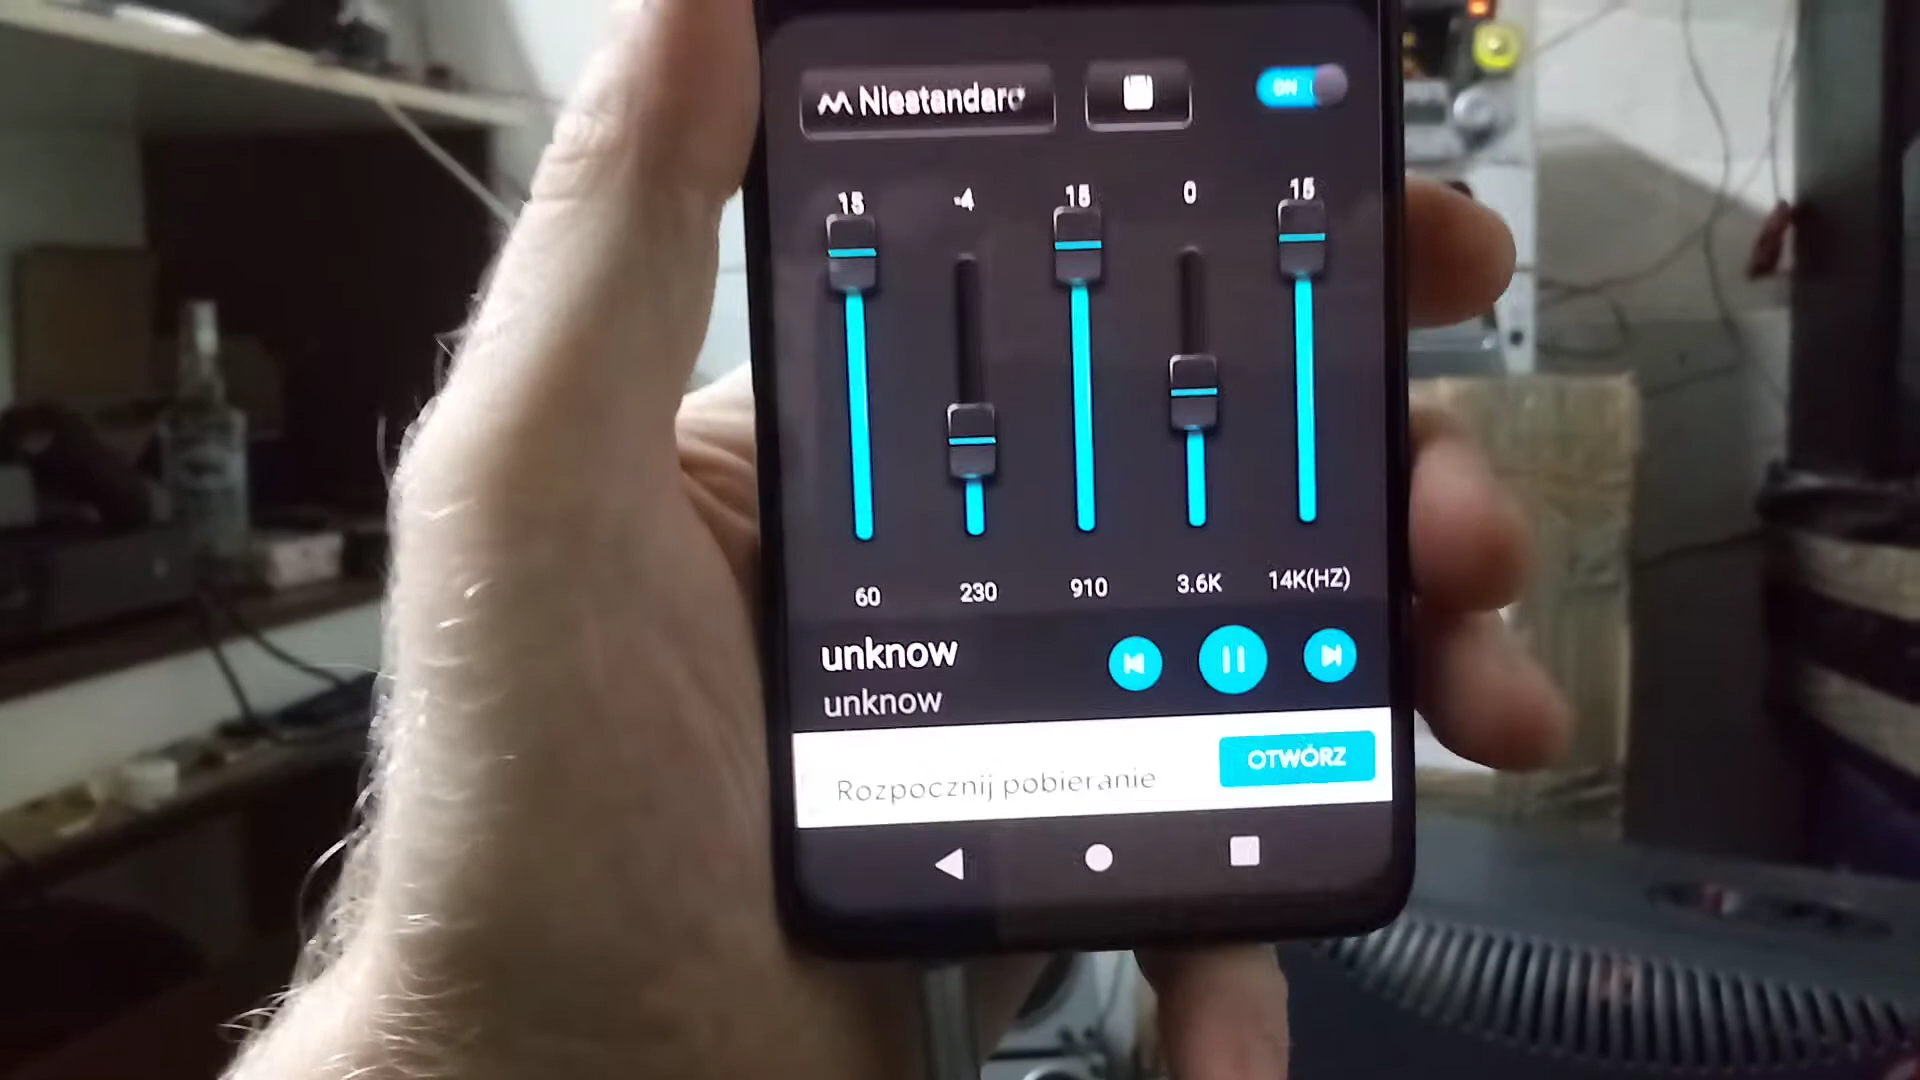 Niestandard
ON
15 -4 15 0 15
60 230 910 3.6K 14K(HZ)
unknow
unknow
Rozpocznij pobieranie
OTWÓRZ